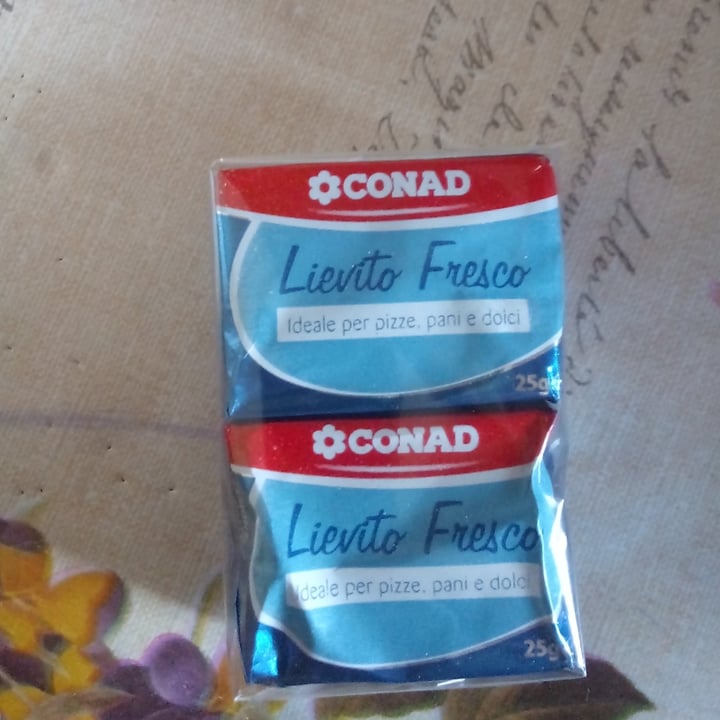 CONAD
Lievito Fresco
Ideale per pizze, pani e dolci
25g
CONAD
Lievito Fresco
Ideale per pizze, pani e dolci
25g